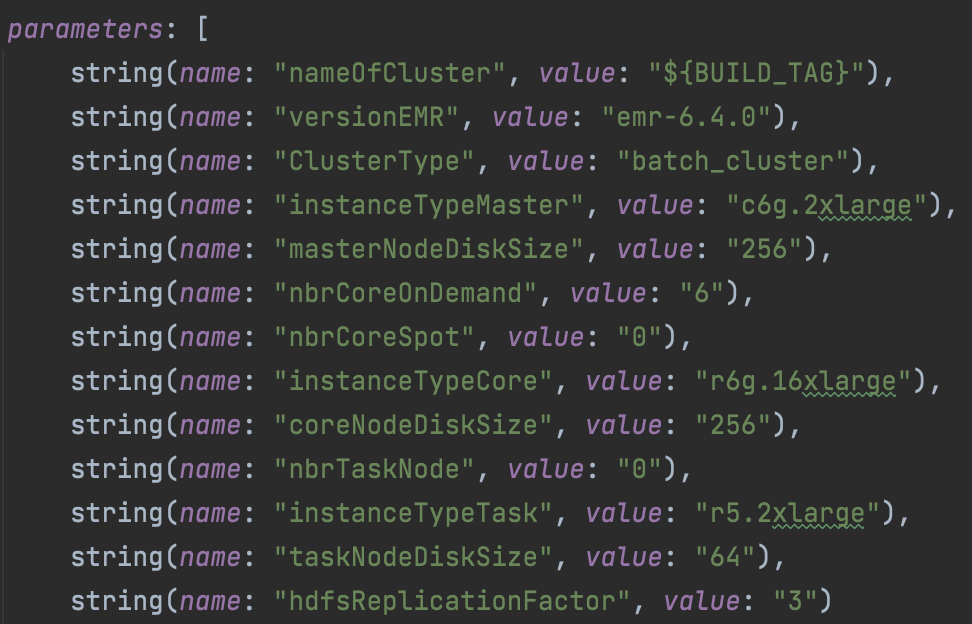 parameters: [
string(name: "nameOfCluster", value: "${BUILD_TAG}"),
string(name: "versionEMR", value: "emr-6.4.0"),
string(name: "ClusterType", value: "batch_cluster"),
string(name: "instanceTypeMaster", value: "c6g.2xlarge"),
string(name: "masterNodeDiskSize", value: "256"),
string(name: "nbrCoreOnDemand", value: "6"),
string(name: "nbrCoreSpot", value: "0"),
string(name: "instanceTypeCore", value: "r6g.16xlarge"),
string(name: "coreNodeDiskSize", value: "256"),
string(name: "nbrTaskNode", value: "0"),
string(name: "instanceTypeTask", value: "r5.2xlarge"),
string(name: "taskNodeDiskSize", value: "64"),
string(name: "hdfsReplicationFactor", value: "3")